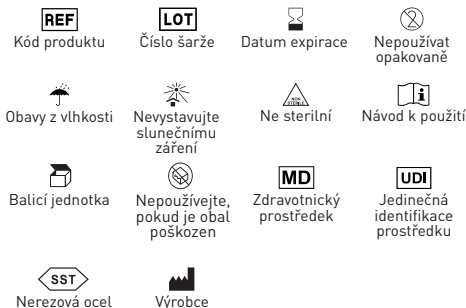 REF LOT
Kód produktu Číslo šarže Datum expirace Nepoužívat
opakovaně
2
NON
STERILE
i
Obavy z vlhkosti Nevystavujte
slunečnímu
záření Ne sterilní Návod k použití
MD UDI
Balicí jednotka Nepoužívejte,
pokud je obal
poškozen Zdravotnický
prostředek Jedinečná
identifikace
prostředku
SST
Nerezová ocel Výrobce